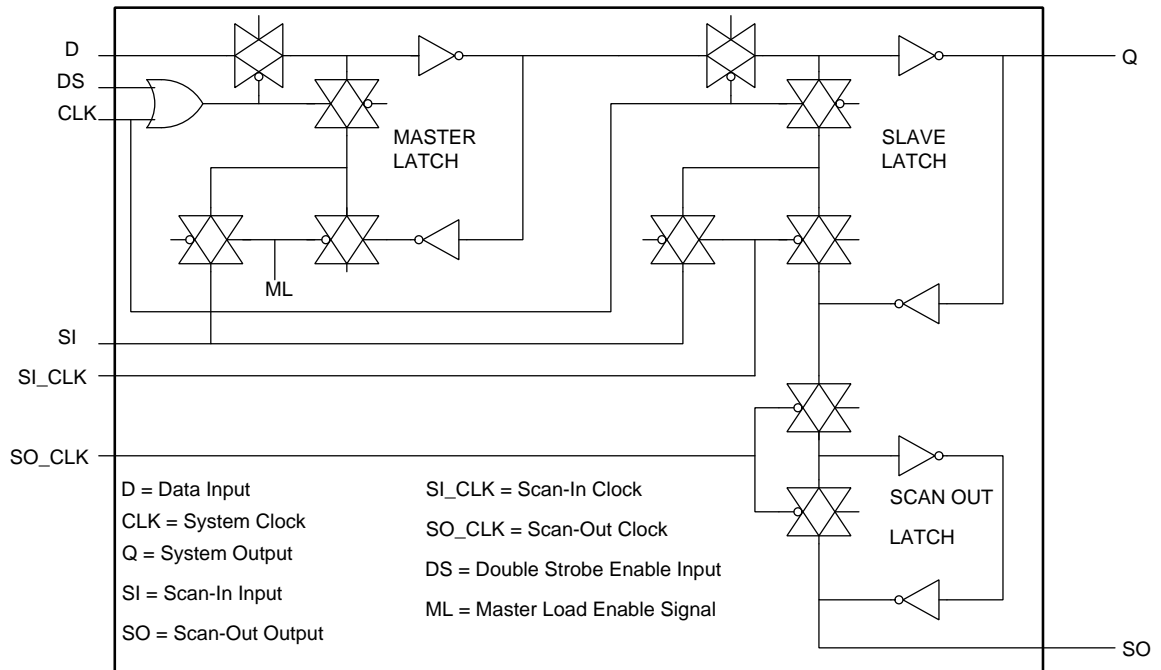 D
Q
DS
CLK
MASTER
LATCH
SLAVE
LATCH
ML
SI
SI_CLK
SO_CLK
D = Data Input
CLK = System Clock
Q = System Output
SI = Scan-In Input
SO = Scan-Out Output
SI_CLK = Scan-In Clock
SO_CLK = Scan-Out Clock
DS = Double Strobe Enable Input
ML = Master Load Enable Signal
SCAN OUT
LATCH
SO